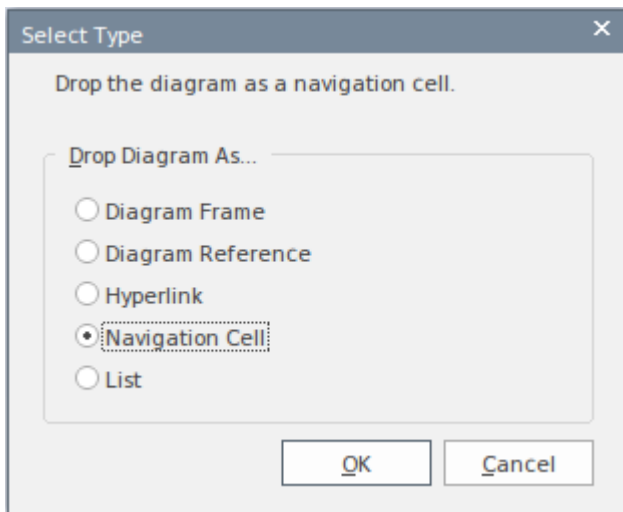 Select Type
Drop the diagram as a navigation cell.
Drop Diagram As...
Diagram Frame
Diagram Reference
Hyperlink
Navigation Cell
List
OK
Cancel